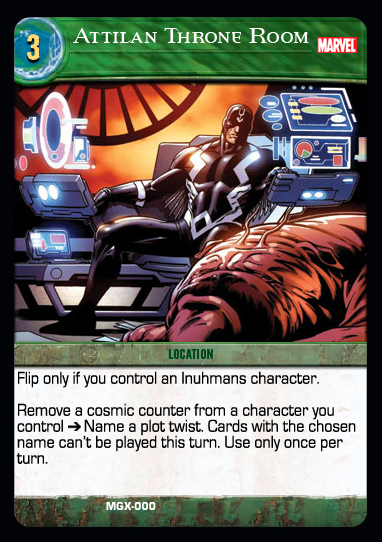 3
Attilan Throne Room
MARVEL
LOCATION
Flip only if you control an Inuhmans character.
Remove a cosmic counter from a character you
control ➔ Name a plot twist. Cards with the chosen
name can't be played this turn. Use only once per
turn.
MGX-000